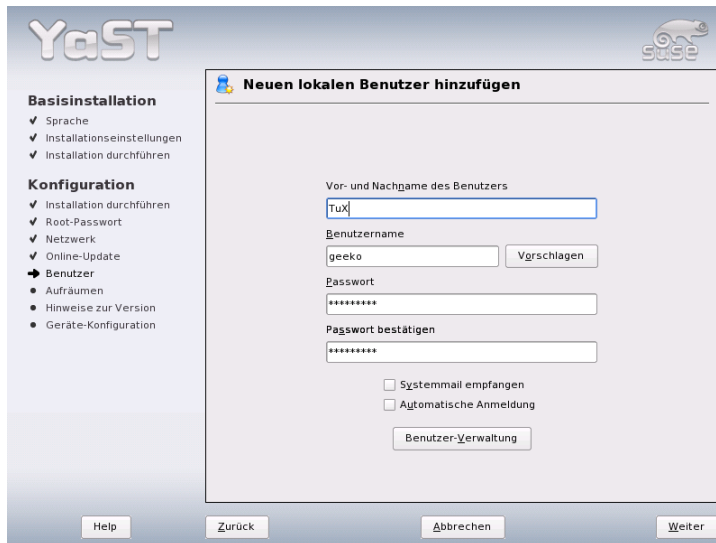 YaST
SUSE
Basisinstallation
Sprache
Installationseinstellungen
Installation durchführen
Konfiguration
Installation durchführen
Root-Passwort
Netzwerk
Online-Update
Benutzer
Aufräumen
Hinweise zur Version
Geräte-Konfiguration
Neuen lokalen Benutzer hinzufügen
Vor- und Nachname des Benutzers
TuX
Benutzername
geeko
Vorschlagen
Passwort
*********
Passwort bestätigen
*********
Systemmail empfangen
Automatische Anmeldung
Benutzer-Verwaltung
Help
Zurück
Abbrechen
Weiter